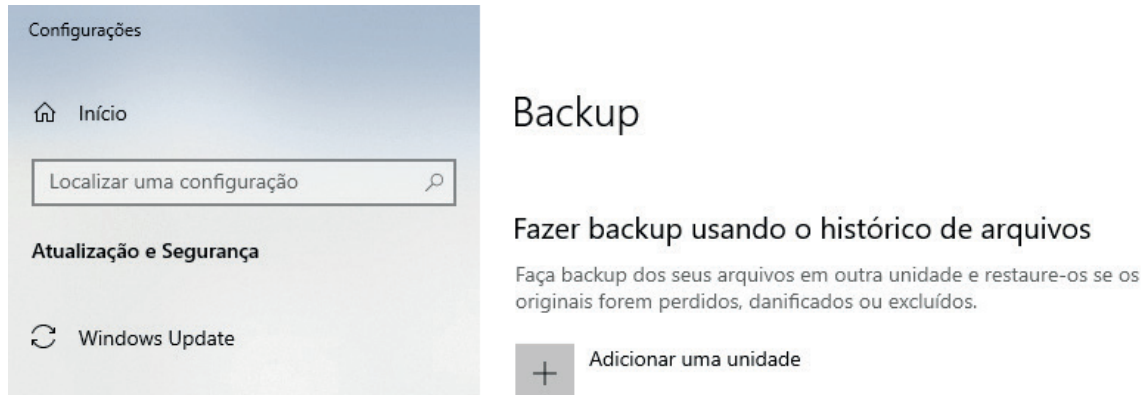 Configurações
Início
Localizar uma configuração
Atualização e Segurança
Windows Update
Backup
Fazer backup usando o histórico de arquivos
Faça backup dos seus arquivos em outra unidade e restaure-os se os
originais forem perdidos, danificados ou excluídos.
Adicionar uma unidade